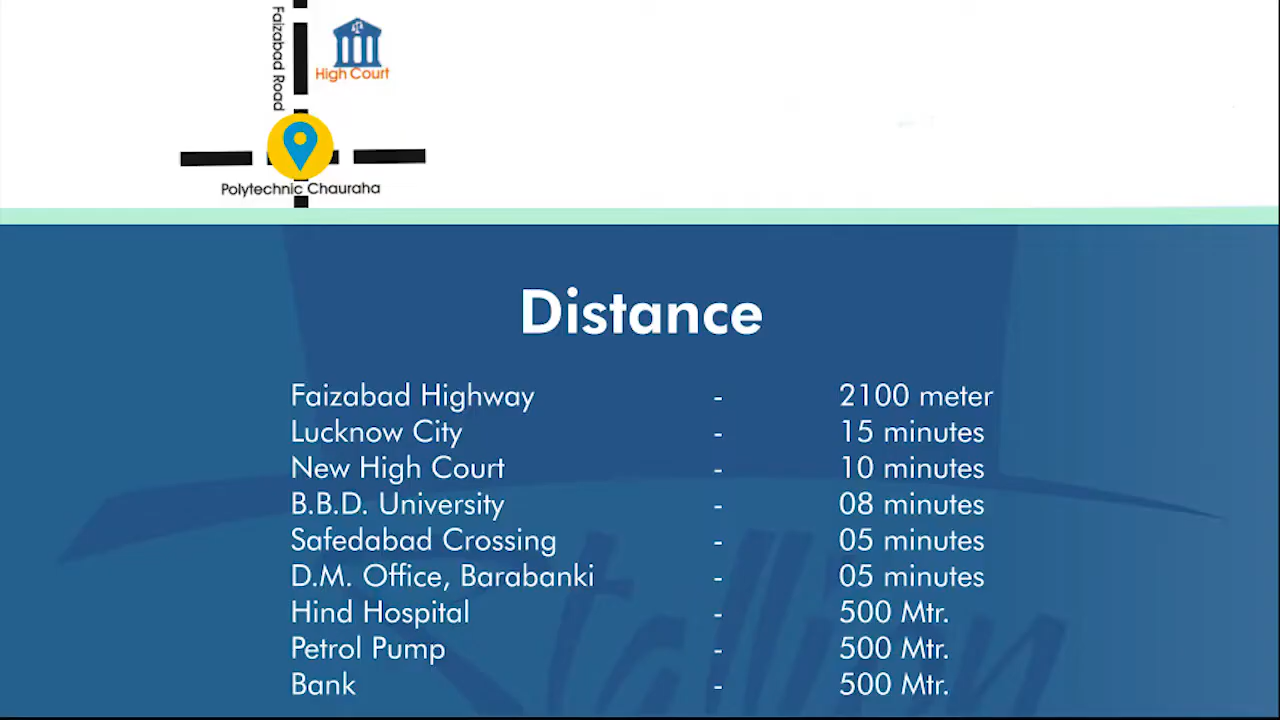 Faizabad Road
High Court
Polytechnic Chauraha
Distance
Faizabad Highway - 2100 meter
Lucknow City - 15 minutes
New High Court - 10 minutes
B.B.D. University - 08 minutes
Safedabad Crossing - 05 minutes
D.M. Office, Barabanki - 05 minutes
Hind Hospital - 500 Mtr.
Petrol Pump - 500 Mtr.
Bank - 500 Mtr.
Stallion